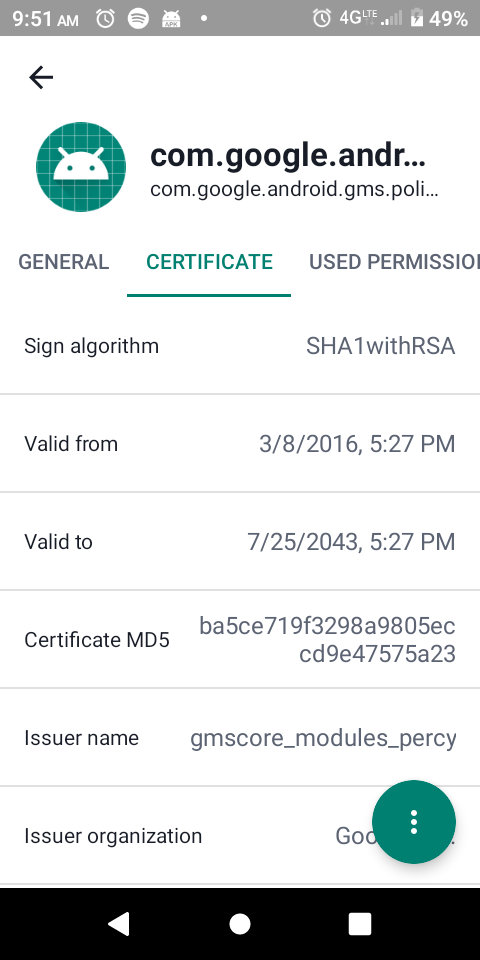 9:51 AM 4G LTE 49%
com.google.andr...
com.google.android.gms.poli...
GENERAL CERTIFICATE USED PERMISSIO
Sign algorithm SHA1withRSA
Valid from 3/8/2016, 5:27 PM
Valid to 7/25/2043, 5:27 PM
Certificate MD5 ba5ce719f3298a9805ec
cd9e47575a23
Issuer name gmscore_modules_percy
Issuer organization